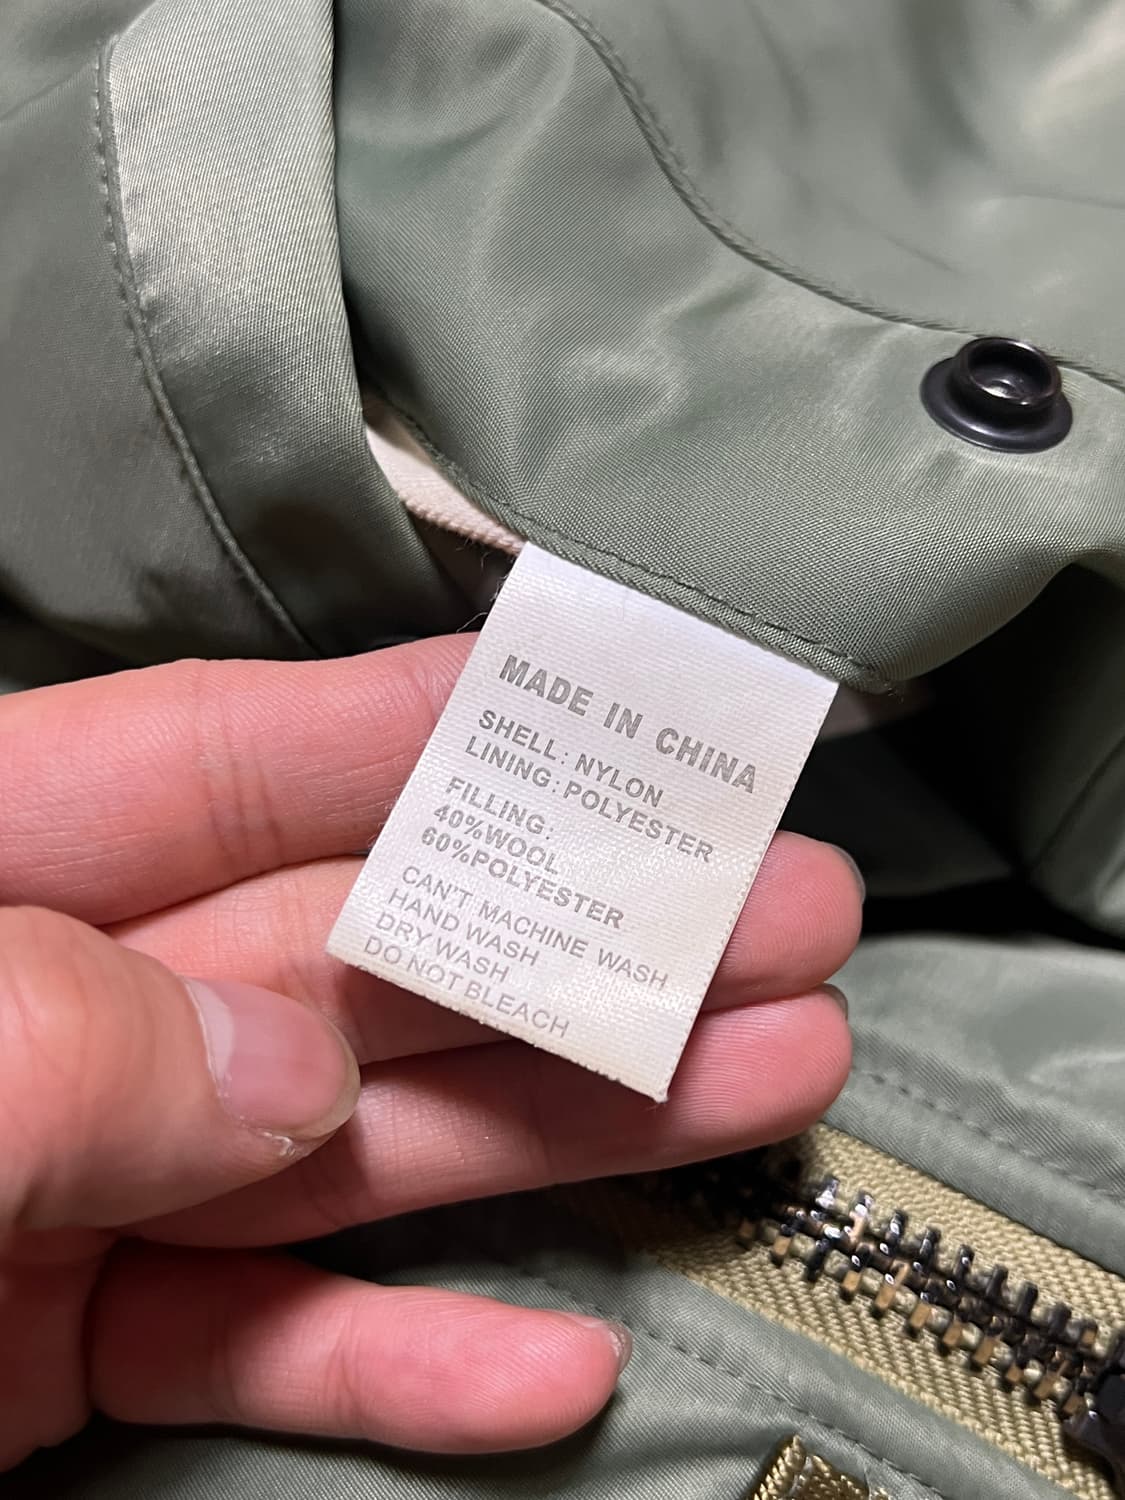 MADE IN CHINA
SHELL: NYLON
LINING: POLYESTER
FILLING:
40%WOOL
60%POLYESTER
CAN'T MACHINE WASH
HAND WASH
DRY WASH
DO NOT BLEACH